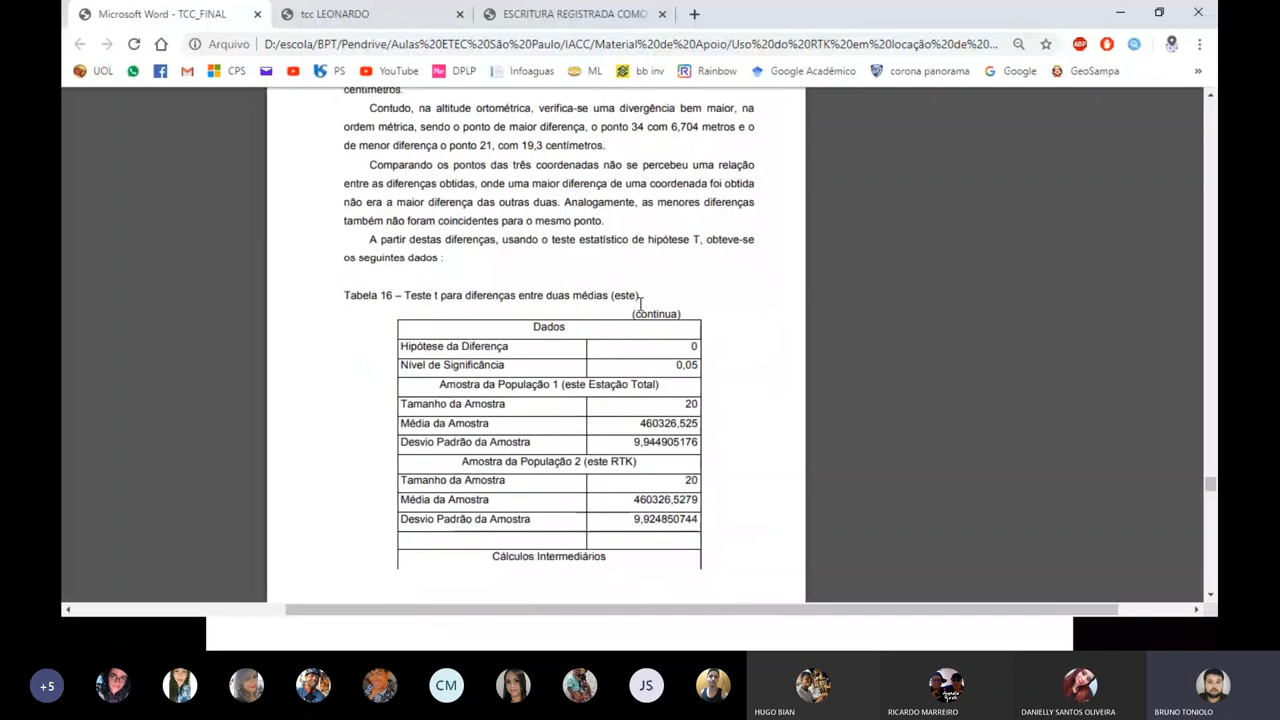 Microsoft Word - TCC_FINAL
tcc LEONARDO
ESCRITURA REGISTRADA COMO
Arquivo
D:/escola/BPT/Pendrive/Aulas%20ETEC%20São%20Paulo/IACC/Material%20de%20Apoio/Uso%20do%20RTK%20em%20locação%20de%20...
UOL
CPS
PS
YouTube
DPLP
Insfoaguas
ML
bb inv
Rainbow
Google Acadêmico
corona panorama
Google
GeoSampa
»
centímetros.
Contudo, na altitude ortométrica, verifica-se uma divergência bem maior, na
ordem métrica, sendo o ponto de maior diferença, o ponto 34 com 6,704 metros e o
de menor diferença o ponto 21, com 19,3 centímetros.
Comparando os pontos das três coordenadas não se percebeu uma relação
entre as diferenças obtidas, onde uma maior diferença de uma coordenada foi obtida
não era a maior diferença das outras duas. Analogamente, as menores diferenças
também não foram coincidentes para o mesmo ponto.
A partir destas diferenças, usando o teste estatístico de hipótese T, obteve-se
os seguintes dados :
Tabela 16 – Teste t para diferenças entre duas médias (este)
(continua)
Dados
Hipótese da Diferença 0
Nível de Significância 0,05
Amostra da População 1 (este Estação Total)
Tamanho da Amostra 20
Média da Amostra 460326,525
Desvio Padrão da Amostra 9,944905176
Amostra da População 2 (este RTK)
Tamanho da Amostra 20
Média da Amostra 460326,5279
Desvio Padrão da Amostra 9,924850744
Cálculos Intermediários
+5
CM
JS
HUGO BIAN
RICARDO MARREIRO
DANIELLY SANTOS OLIVEIRA
BRUNO TONIOLO